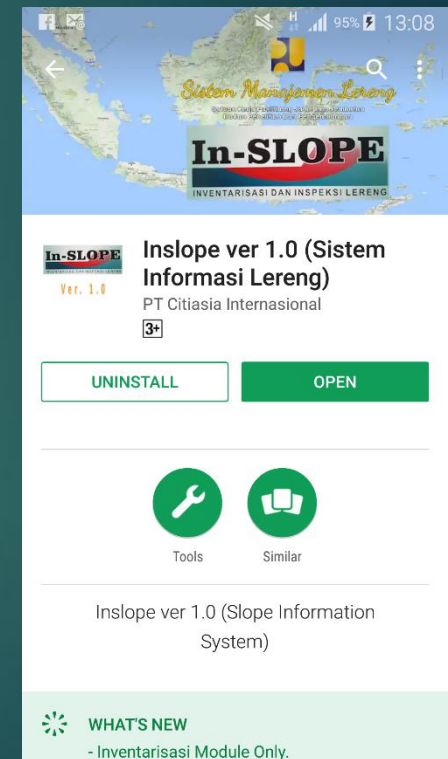 H
95% 13:08
Sistem Manajemen Lereng
In-SLOPE
INVENTARISASI DAN INSPEKSI LERENG
In-SLOPE
Ver. 1.0
Inslope ver 1.0 (Sistem
Informasi Lereng)
PT Citiasia Internasional
3+
UNINSTALL
OPEN
Tools
Similar
Inslope ver 1.0 (Slope Information
System)
WHAT'S NEW
- Inventarisasi Module Only.